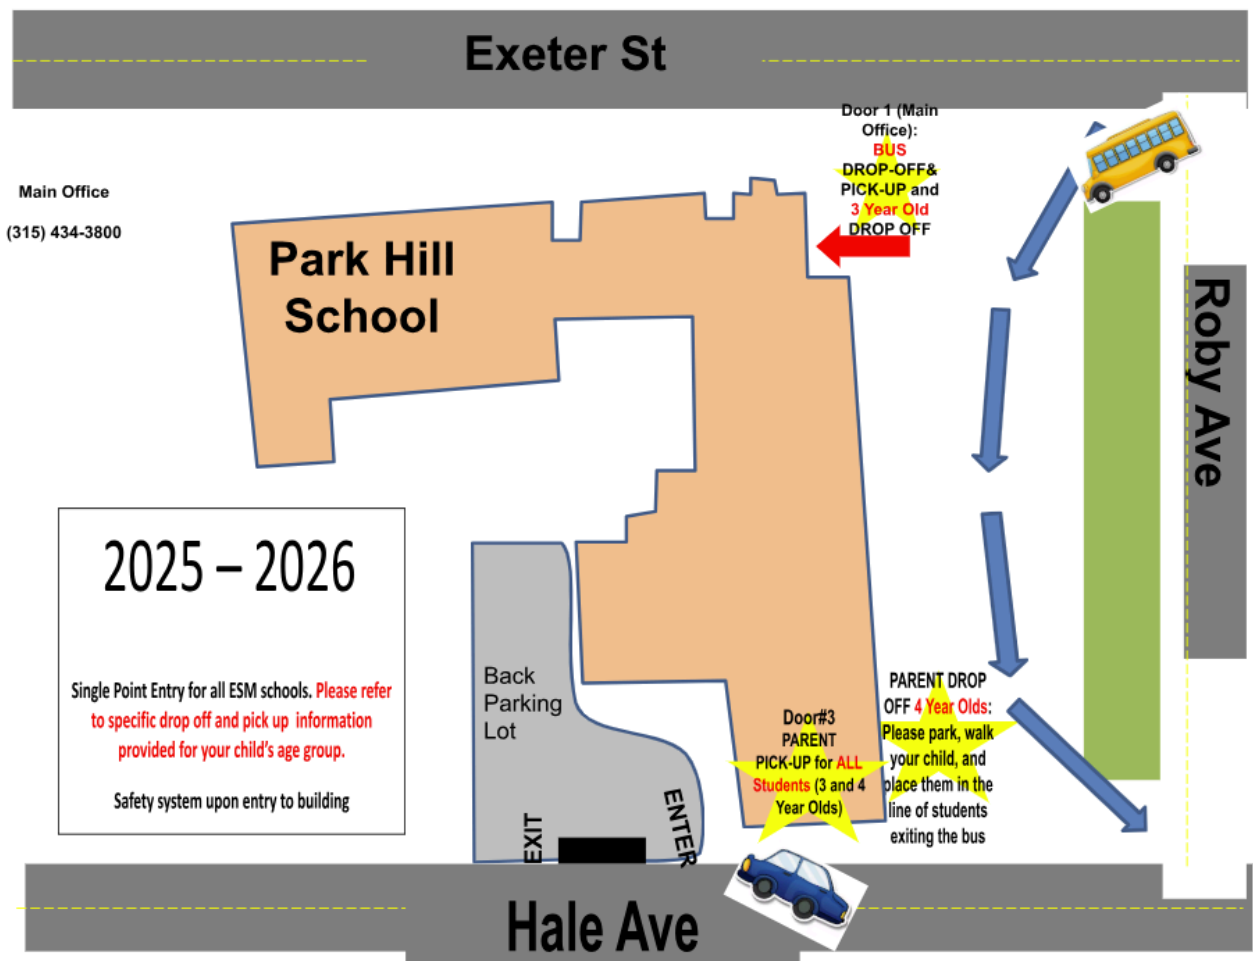 Exeter St
Door 1 (Main
Office):
BUS
DROP-OFF&
PICK-UP and
3 Year Old
DROP OFF
Main Office
(315) 434-3800
Park Hill
School
Roby Ave
2025 – 2026
Single Point Entry for all ESM schools. Please refer
to specific drop off and pick up information
provided for your child's age group.
Safety system upon entry to building
Back
Parking
Lot
EXIT
ENTER
Door#3
PARENT
PICK-UP for ALL
Students (3 and 4
Year Olds)
PARENT DROP
OFF 4 Year Olds:
Please park, walk
your child, and
place them in the
line of students
exiting the bus
Hale Ave